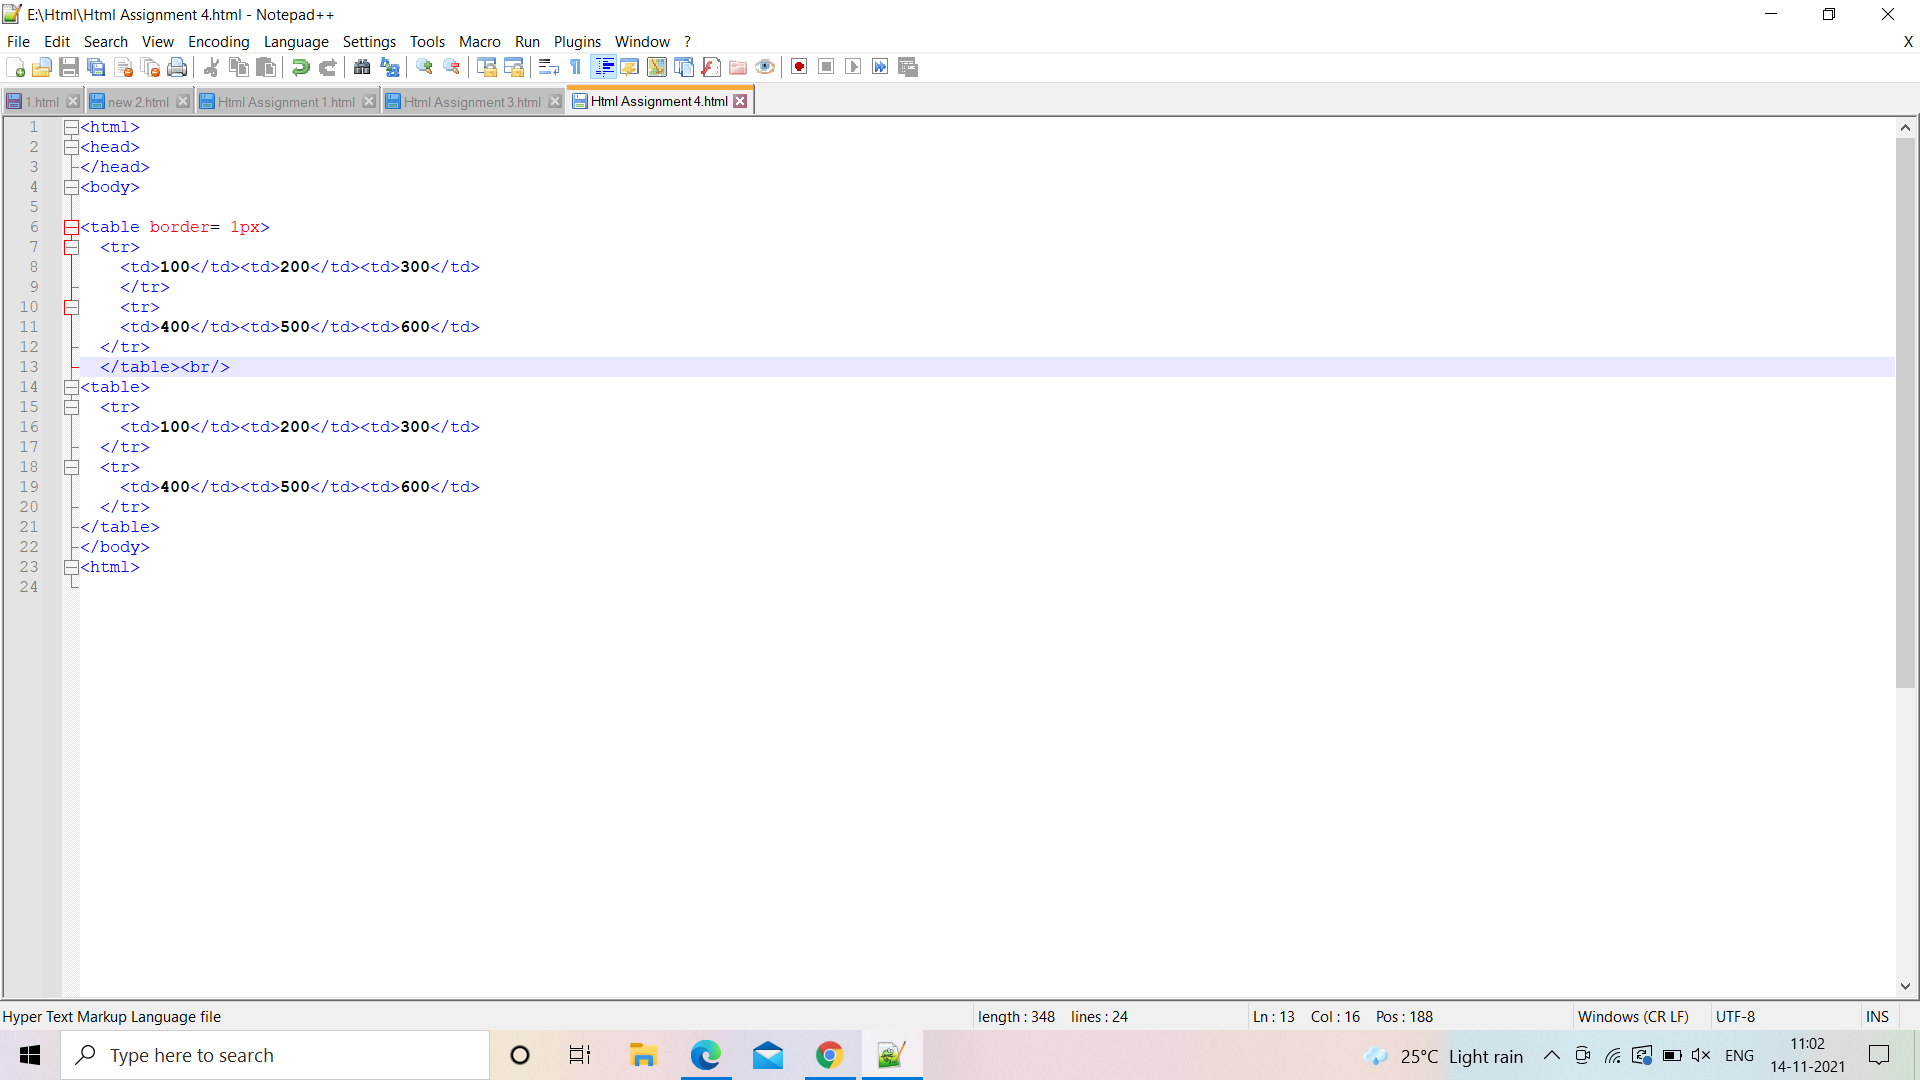 E:\Html\Html Assignment 4.html - Notepad++
File Edit Search View Encoding Language Settings Tools Macro Run Plugins Window ? X
1.html new 2.html Html Assignment 1.html Html Assignment 3.html Html Assignment 4.html
1 <html>
2 <head>
3 </head>
4 <body>
5
6 <table border= 1px>
7 <tr>
8 <td>100</td><td>200</td><td>300</td>
9 </tr>
10 <tr>
11 <td>400</td><td>500</td><td>600</td>
12 </tr>
13 </table><br/>
14 <table>
15 <tr>
16 <td>100</td><td>200</td><td>300</td>
17 </tr>
18 <tr>
19 <td>400</td><td>500</td><td>600</td>
20 </tr>
21 </table>
22 </body>
23 <html>
24
Hyper Text Markup Language file length : 348 lines : 24 Ln : 13 Col : 16 Pos : 188 Windows (CR LF) UTF-8 INS
Type here to search 25°C Light rain ENG 11:02
14-11-2021